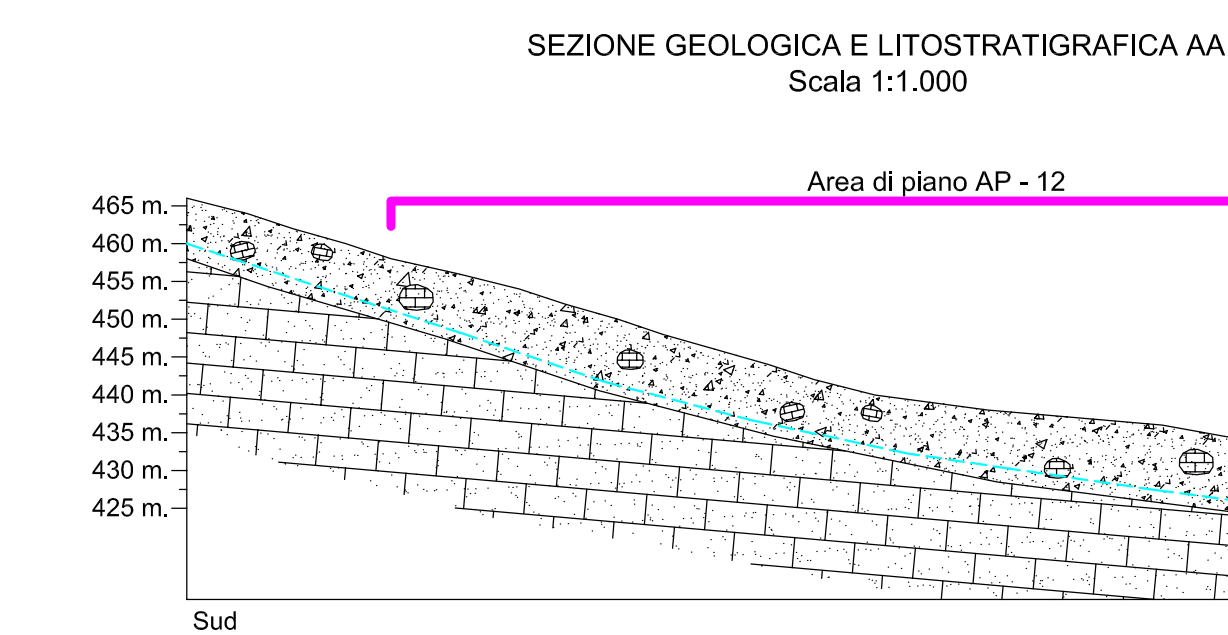 SEZIONE GEOLOGICA E LITOSTRATIGRAFICA AA
Scala 1:1.000
Area di piano AP - 12
465 m.
460 m.
455 m.
450 m.
445 m.
440 m.
435 m.
430 m.
425 m.
Sud